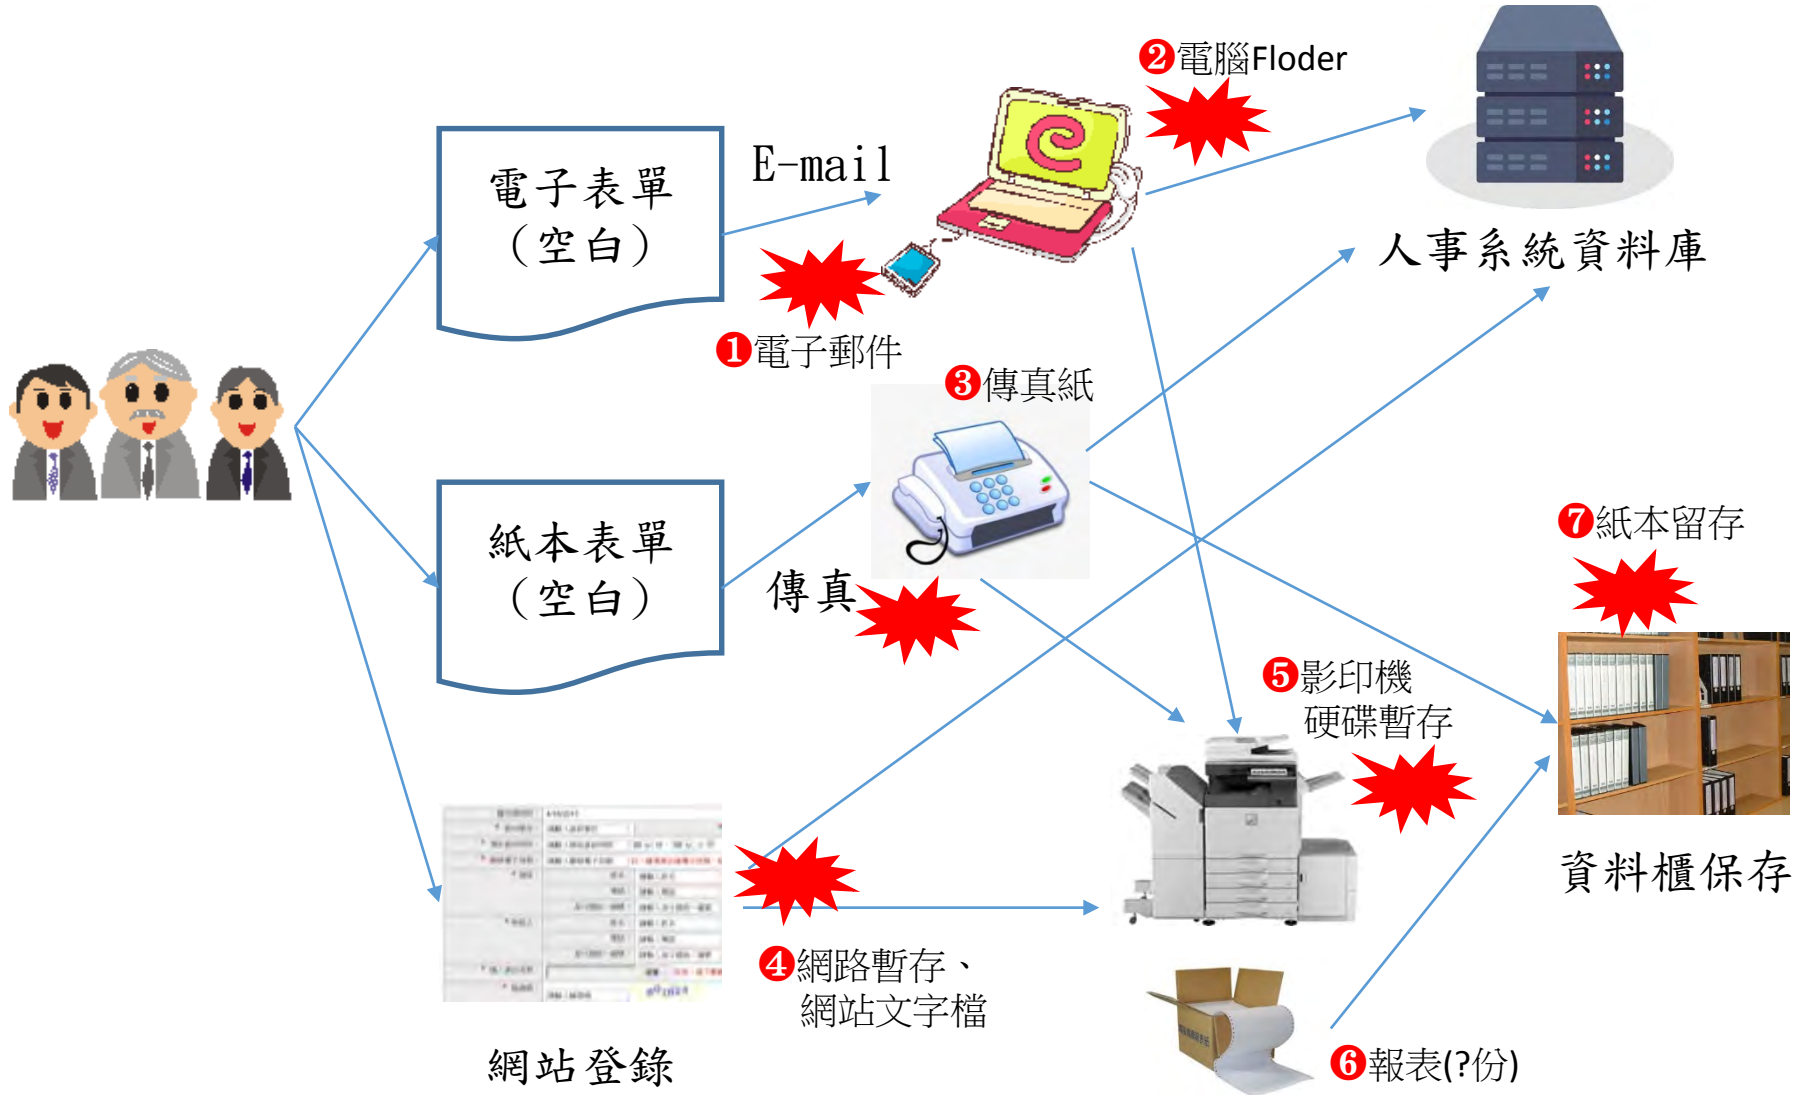 ❷電腦Floder
電子表單
（空白）
E-mail
人事系統資料庫
❶電子郵件
❸傳真紙
紙本表單
（空白）
傳真
❼紙本留存
❺影印機
硬碟暫存
資料櫃保存
❹網路暫存、
網站文字檔
網站登錄
❻報表(?份)